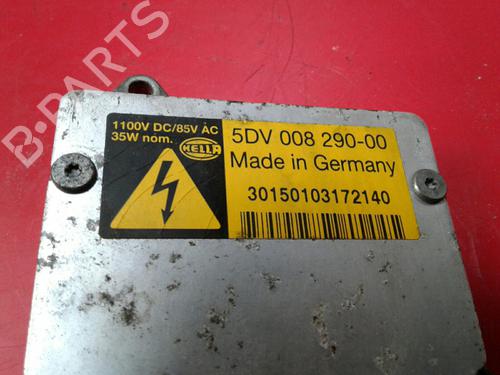 B-PARTS
1100V DC/85V AC
35W nom.
HELLA
5DV 008 290-00
Made in Germany
30150103172140